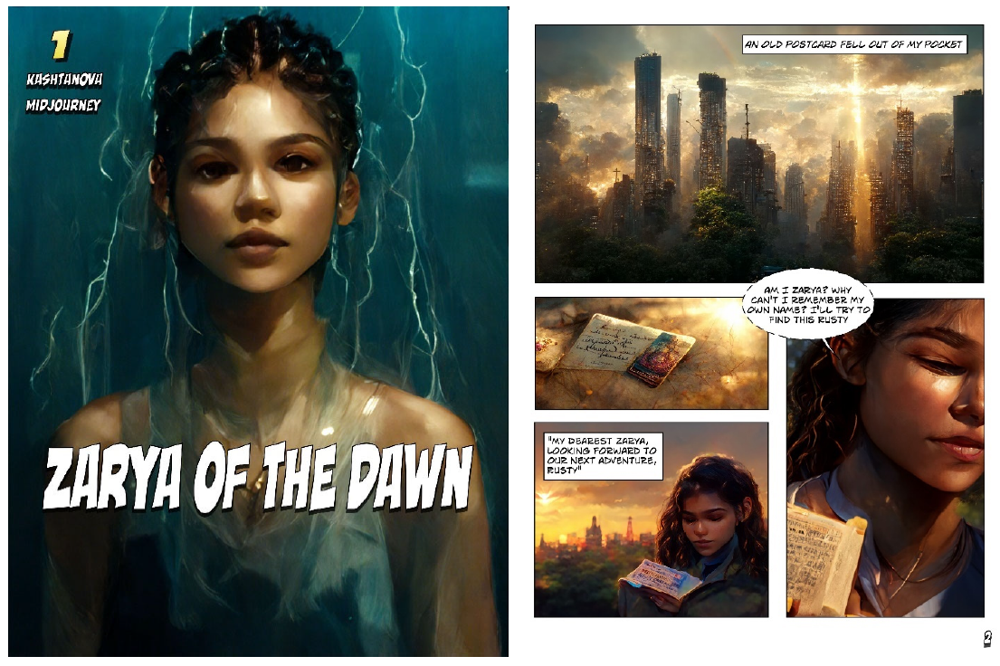 1
KASHTANOVA
MIDJOURNEY
ZARYA OF THE DAWN
AN OLD POSTCARD FELL OUT OF MY POCKET
AM I ZARYA? WHY
CAN'T I REMEMBER MY
OWN NAME? I'LL TRY TO
FIND THIS RUSTY
"MY DEAREST ZARYA,
LOOKING FORWARD TO
OUR NEXT ADVENTURE,
RUSTY"
2